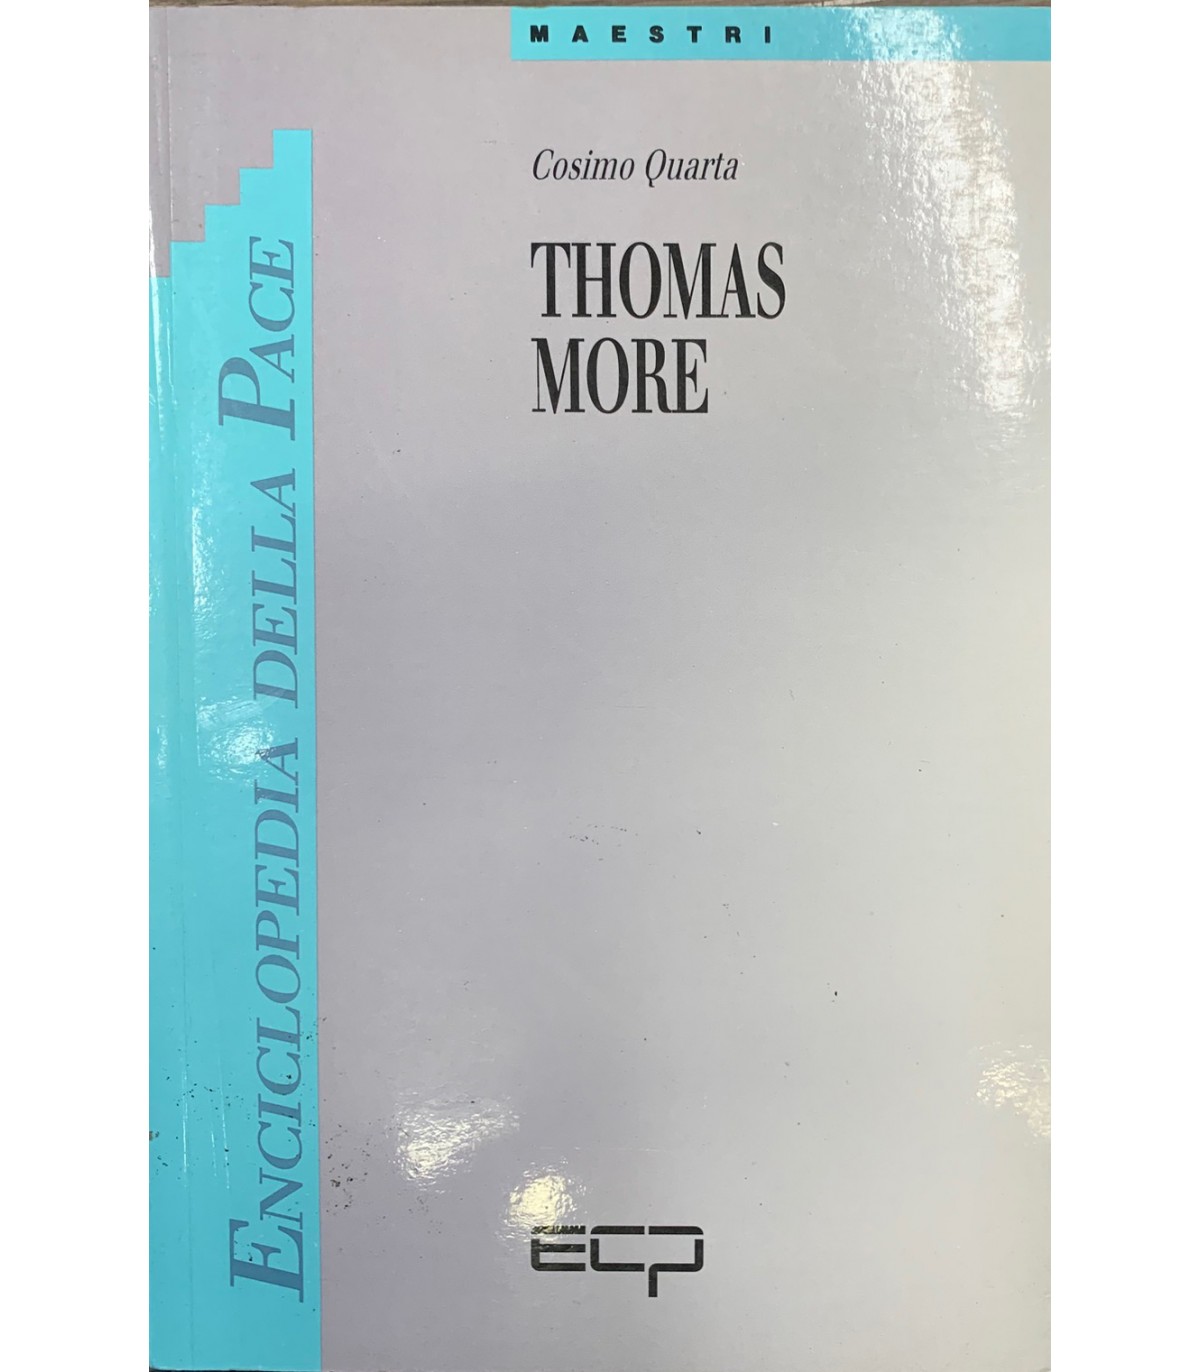 MAESTRI
Cosimo Quarta
THOMAS
MORE
ENCICLOPEDIA DELLA PACE
ECP